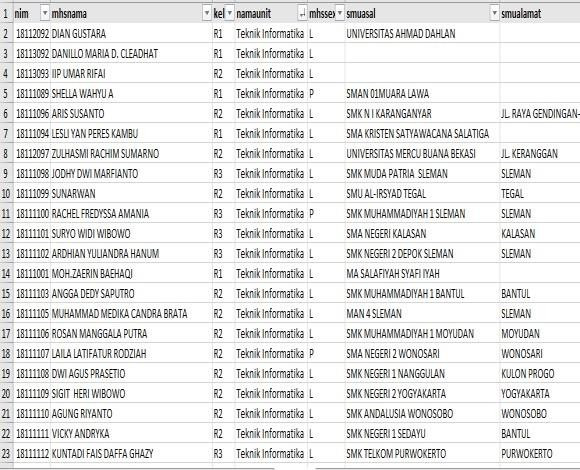 1 nim mhsnama kel namaunit mhssex smuasal smualamat
2 18112092 DIAN GUSTARA R1 Teknik Informatika L UNIVERSITAS AHMAD DAHLAN
3 18113092 DANILLO MARIA D. CLEADHAT R1 Teknik Informatika L
4 18113093 IIP UMAR RIFAI R2 Teknik Informatika L
5 18111089 SHELLA WAHYU A R1 Teknik Informatika P SMAN 01MUARA LAWA
6 18111096 ARIS SUSANTO R2 Teknik Informatika L SMK N I KARANGANYAR JL. RAYA GENDINGAN-
7 18111094 LESLI YAN PERES KAMBU R1 Teknik Informatika L SMA KRISTEN SATYAWACANA SALATIGA
8 18112097 ZULHASMI RACHIM SUMARNO R2 Teknik Informatika L UNIVERSITAS MERCU BUANA BEKASI JL. KERANGGAN
9 18111098 JODHY DWI MARFIANTO R3 Teknik Informatika L SMK MUDA PATRIA SLEMAN SLEMAN
10 18111099 SUNARWAN R2 Teknik Informatika L SMU AL-IRSYAD TEGAL TEGAL
11 18111100 RACHEL FREDYSSA AMANIA R3 Teknik Informatika P SMK MUHAMMADIYAH 1 SLEMAN SLEMAN
12 18111101 SURYO WIDI WIBOWO R3 Teknik Informatika L SMA NEGERI KALASAN KALASAN
13 18111102 ARDHIAN YULIANDRA HANUM R3 Teknik Informatika L SMK NEGERI 2 DEPOK SLEMAN SLEMAN
14 18111001 MOH.ZAERIN BAEHAQI R1 Teknik Informatika L MA SALAFIYAH SYAFI IYAH
15 18111103 ANGGA DEDY SAPUTRO R2 Teknik Informatika L SMK MUHAMMADIYAH 1 BANTUL BANTUL
16 18111105 MUHAMMAD MEDIKA CANDRA BRATA R2 Teknik Informatika L MAN 4 SLEMAN SLEMAN
17 18111106 ROSAN MANGGALA PUTRA R2 Teknik Informatika L SMK MUHAMMADIYAH 1 MOYUDAN MOYUDAN
18 18111107 LAILA LATIFATUR RODZIAH R2 Teknik Informatika P SMA NEGERI 2 WONOSARI WONOSARI
19 18111108 DWI AGUS PRASETIO R2 Teknik Informatika L SMK NEGERI 1 NANGGULAN KULON PROGO
20 18111109 SIGIT HERI WIBOWO R2 Teknik Informatika L SMK NEGERI 2 YOGYAKARTA YOGYAKARTA
21 18111110 AGUNG RIYANTO R2 Teknik Informatika L SMK ANDALUSIA WONOSOBO WONOSOBO
22 18111111 VICKY ANDRYKA R2 Teknik Informatika L SMK NEGERI 1 SEDAYU BANTUL
23 18111112 KUNTADI FAIS DAFFA GHAZY R3 Teknik Informatika L SMK TELKOM PURWOKERTO PURWOKERTO